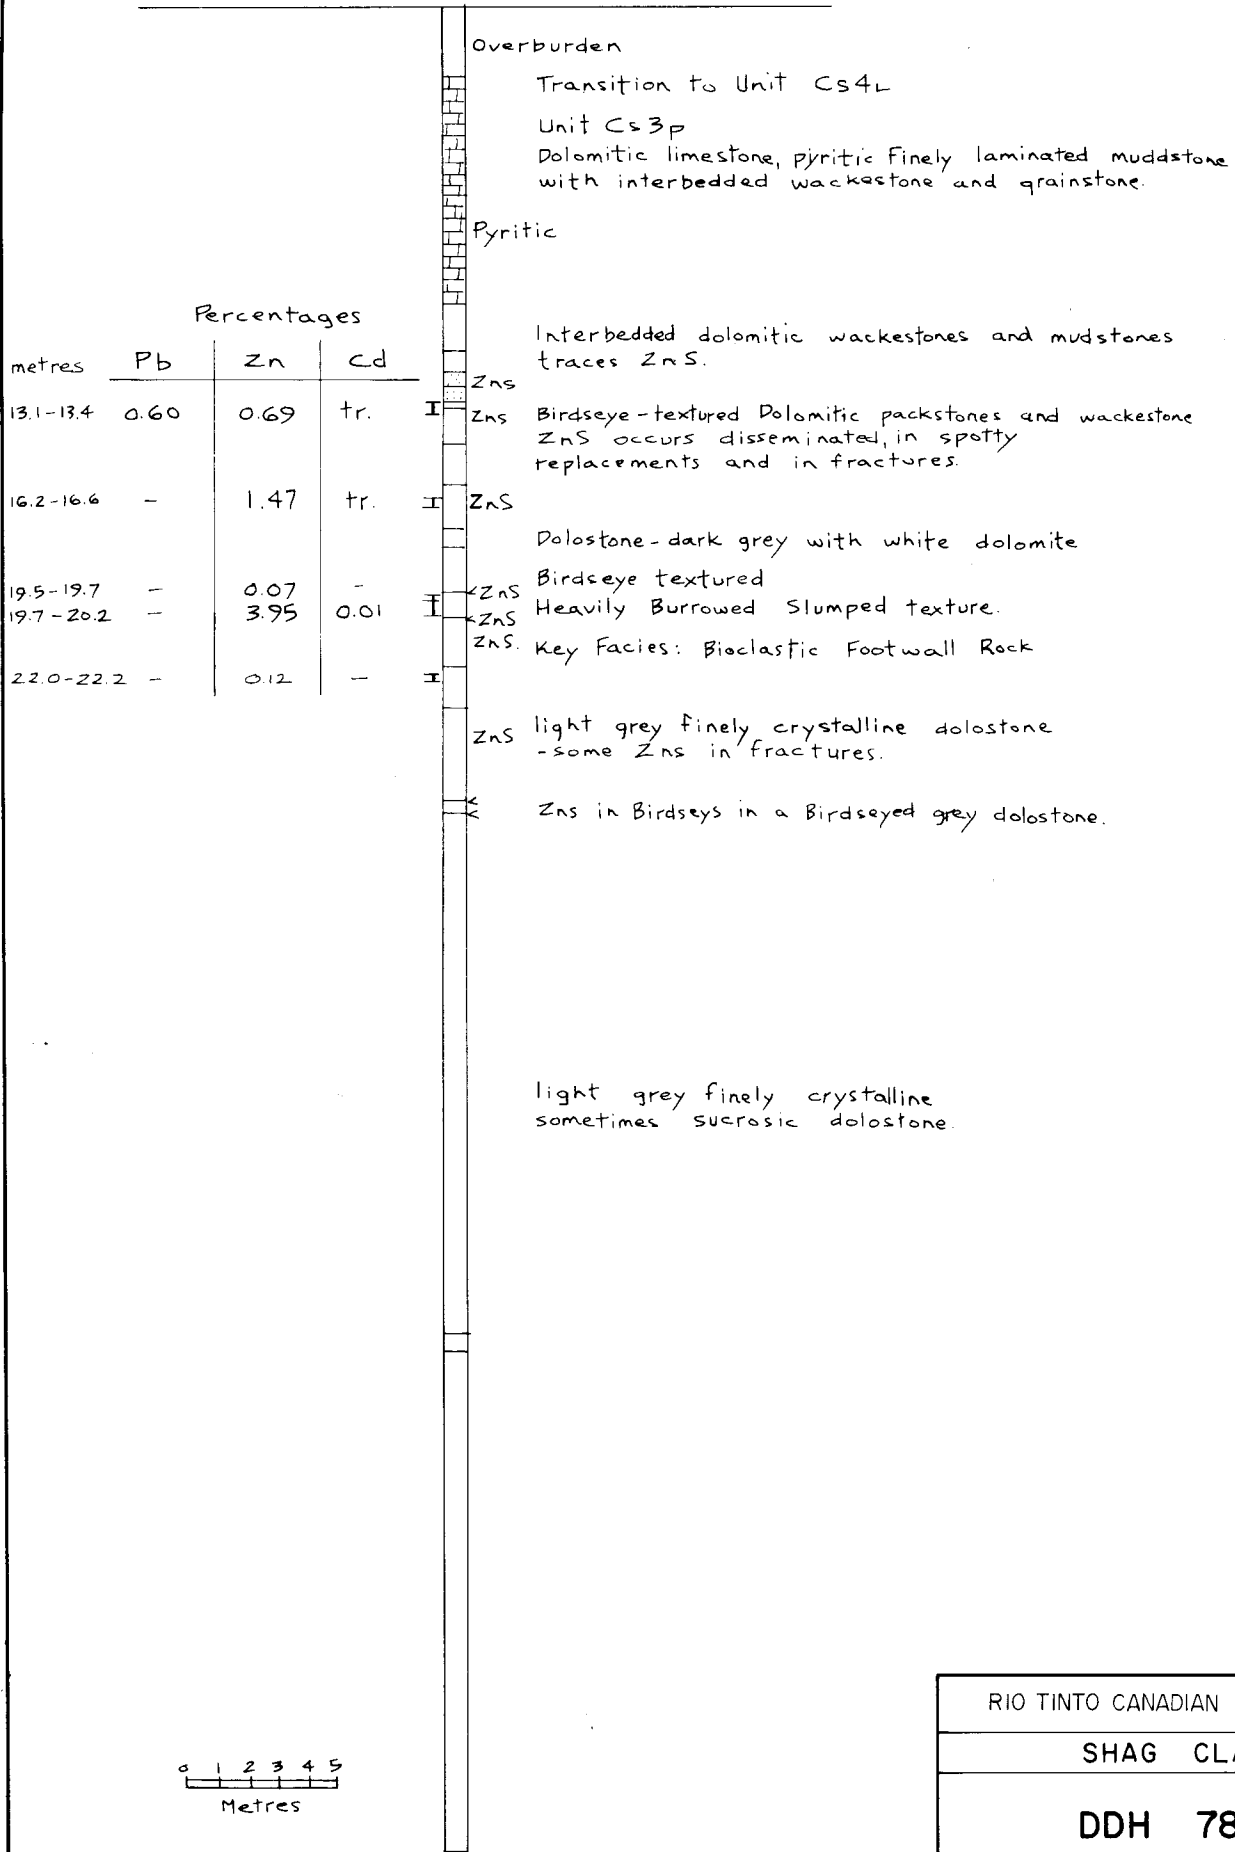 Overburden
Transition to Unit Cs4L
Unit Cs3p
Dolomitic limestone, pyritic Finely laminated muddstone
with interbedded wackestone and grainstone.
Pyritic
Percentages
metres Pb Zn Cd
Interbedded dolomitic wackestones and mudstones
traces ZnS.
Zns
13.1-13.4 0.60 0.69 tr. Zns Birdseye-textured Dolomitic packstones and wackestone
ZnS occurs disseminated, in spotty
replacements and in fractures.
16.2-16.6 - 1.47 tr. ZnS
Dolostone - dark grey with white dolomite
Birdseye textured
19.5-19.7 - 0.07 - ZnS
19.7-20.2 - 3.95 0.01 ZnS Heavily Burrowed Slumped texture.
ZnS. Key Facies: Bioclastic Footwall Rock
22.0-22.2 - 0.12 -
ZnS light grey finely crystalline dolostone
-some Zns in fractures.
Zns in Birdseys in a Birdseyed grey dolostone.
light grey finely crystalline
sometimes sucrosic dolostone.
0 1 2 3 4 5
Metres
RIO TINTO CANADIAN
SHAG CLA
DDH 78